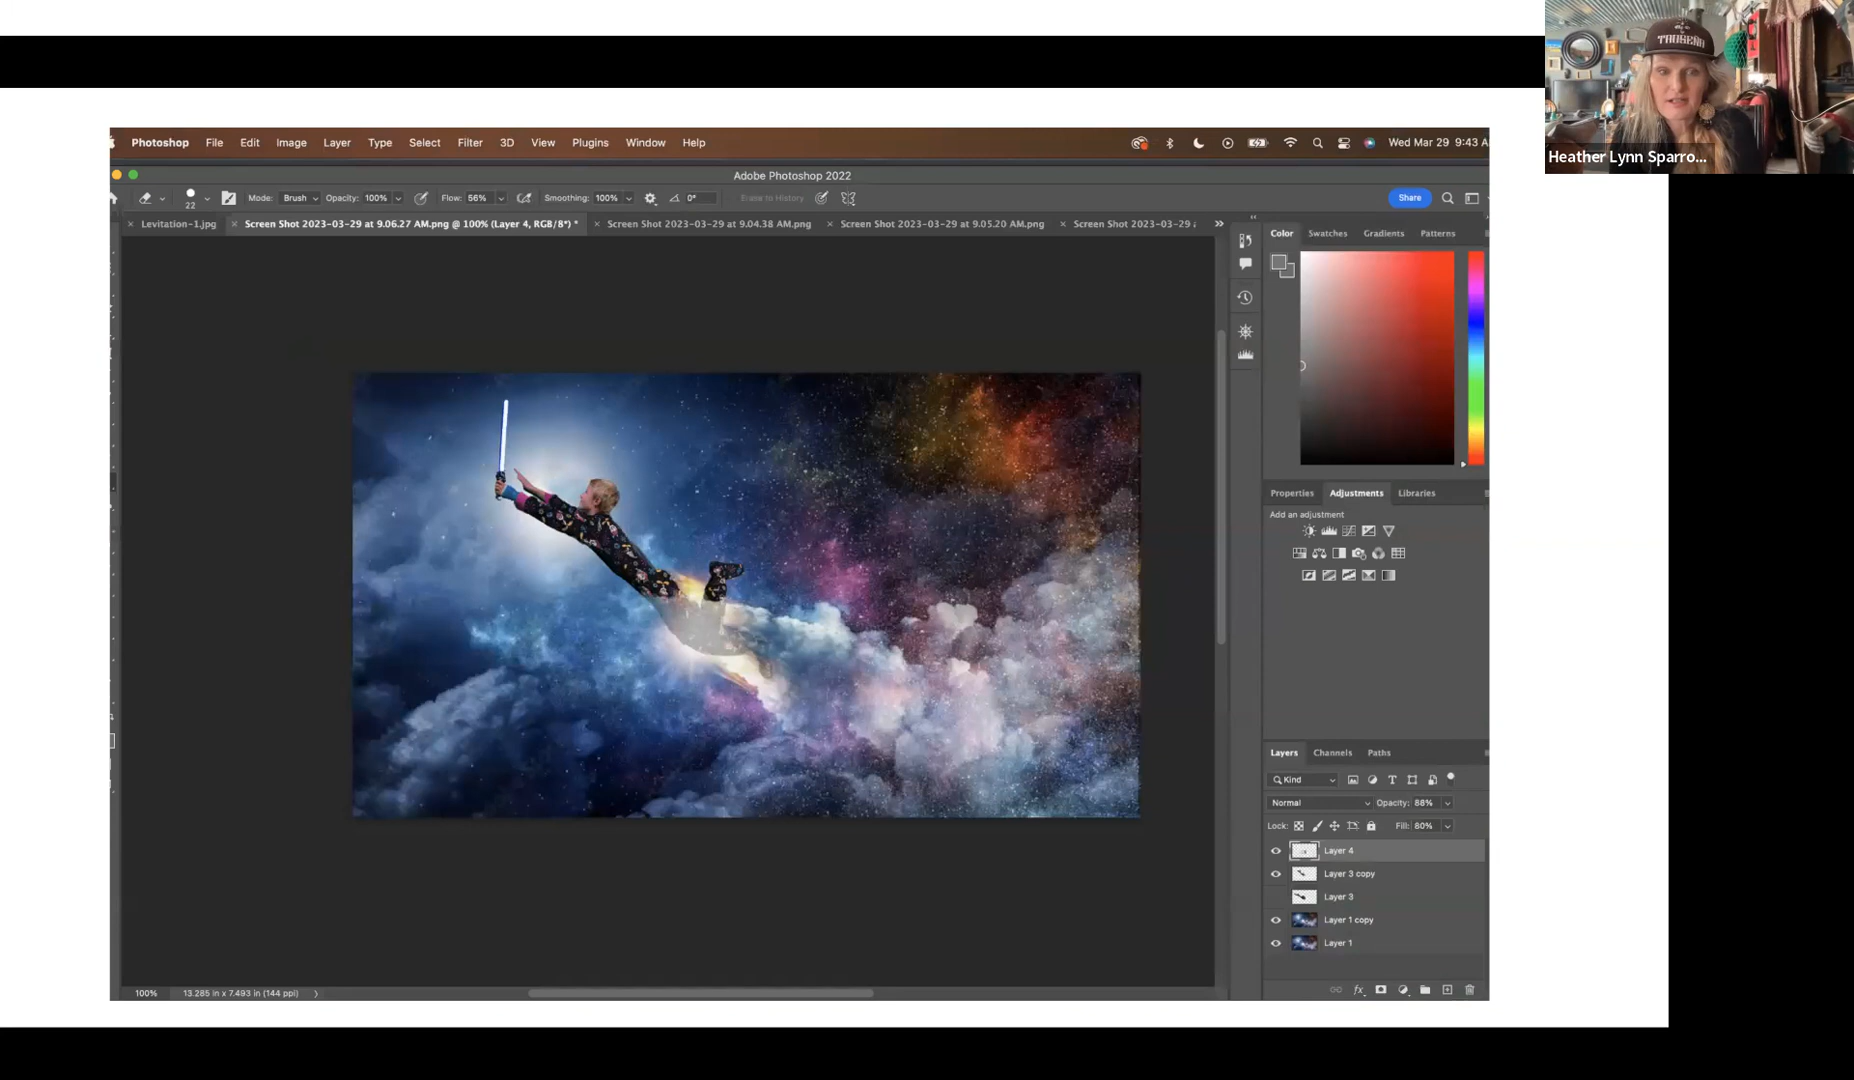 TAOSEÑO
Heather Lynn Sparro...
Photoshop File Edit Image Layer Type Select Filter 3D View Plugins Window Help Wed Mar 29 9:43 A
Adobe Photoshop 2022
22 Mode: Brush Opacity: 100% Flow: 56% Smoothing: 100% 0° Erase to History Share
× Levitation-1.jpg × Screen Shot 2023-03-29 at 9.06.27 AM.png @ 100% (Layer 4, RGB/8*) * × Screen Shot 2023-03-29 at 9.04.38 AM.png × Screen Shot 2023-03-29 at 9.05.20 AM.png × Screen Shot 2023-03-29 a »
Color Swatches Gradients Patterns
Properties Adjustments Libraries
Add an adjustment
Layers Channels Paths
Kind
Normal Opacity: 88%
Lock: Fill: 80%
Layer 4
Layer 3 copy
Layer 3
Layer 1 copy
Layer 1
fx
100% 13.285 in x 7.493 in (144 ppi)